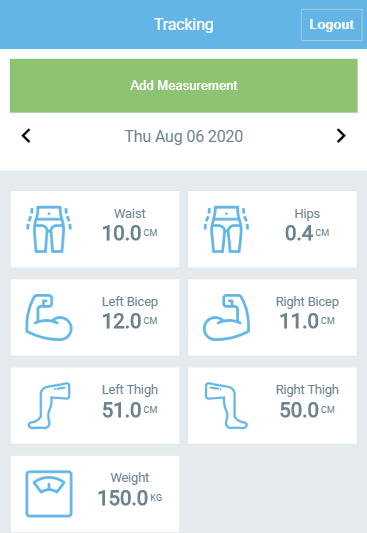 Tracking
Logout
Add Measurement
Thu Aug 06 2020
Waist
10.0 CM
Hips
0.4 CM
Left Bicep
12.0 CM
Right Bicep
11.0 CM
Left Thigh
51.0 CM
Right Thigh
50.0 CM
Weight
150.0 KG